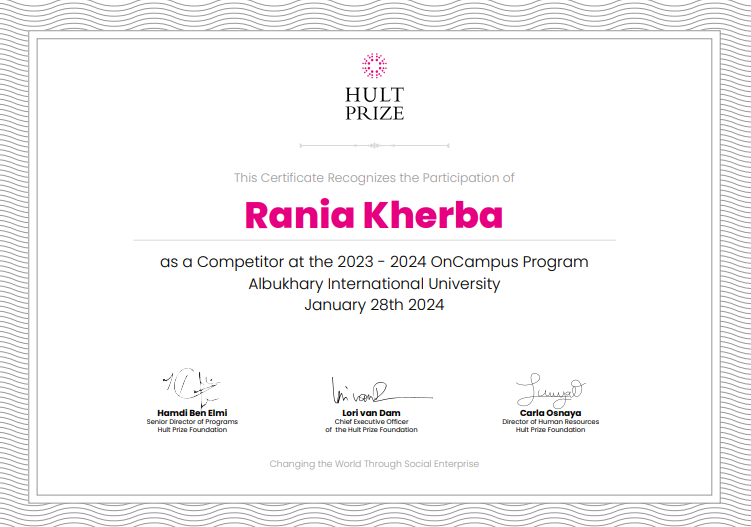 HULT
PRIZE
This Certificate Recognizes the Participation of
Rania Kherba
as a Competitor at the 2023 - 2024 OnCampus Program
Albukhary International University
January 28th 2024
Hamdi Ben Elmi
Senior Director of Programs
Hult Prize Foundation
Lori van Dam
Chief Executive Officer
of the Hult Prize Foundation
Carla Osnaya
Director of Human Resources
Hult Prize Foundation
Changing the World Through Social Enterprise